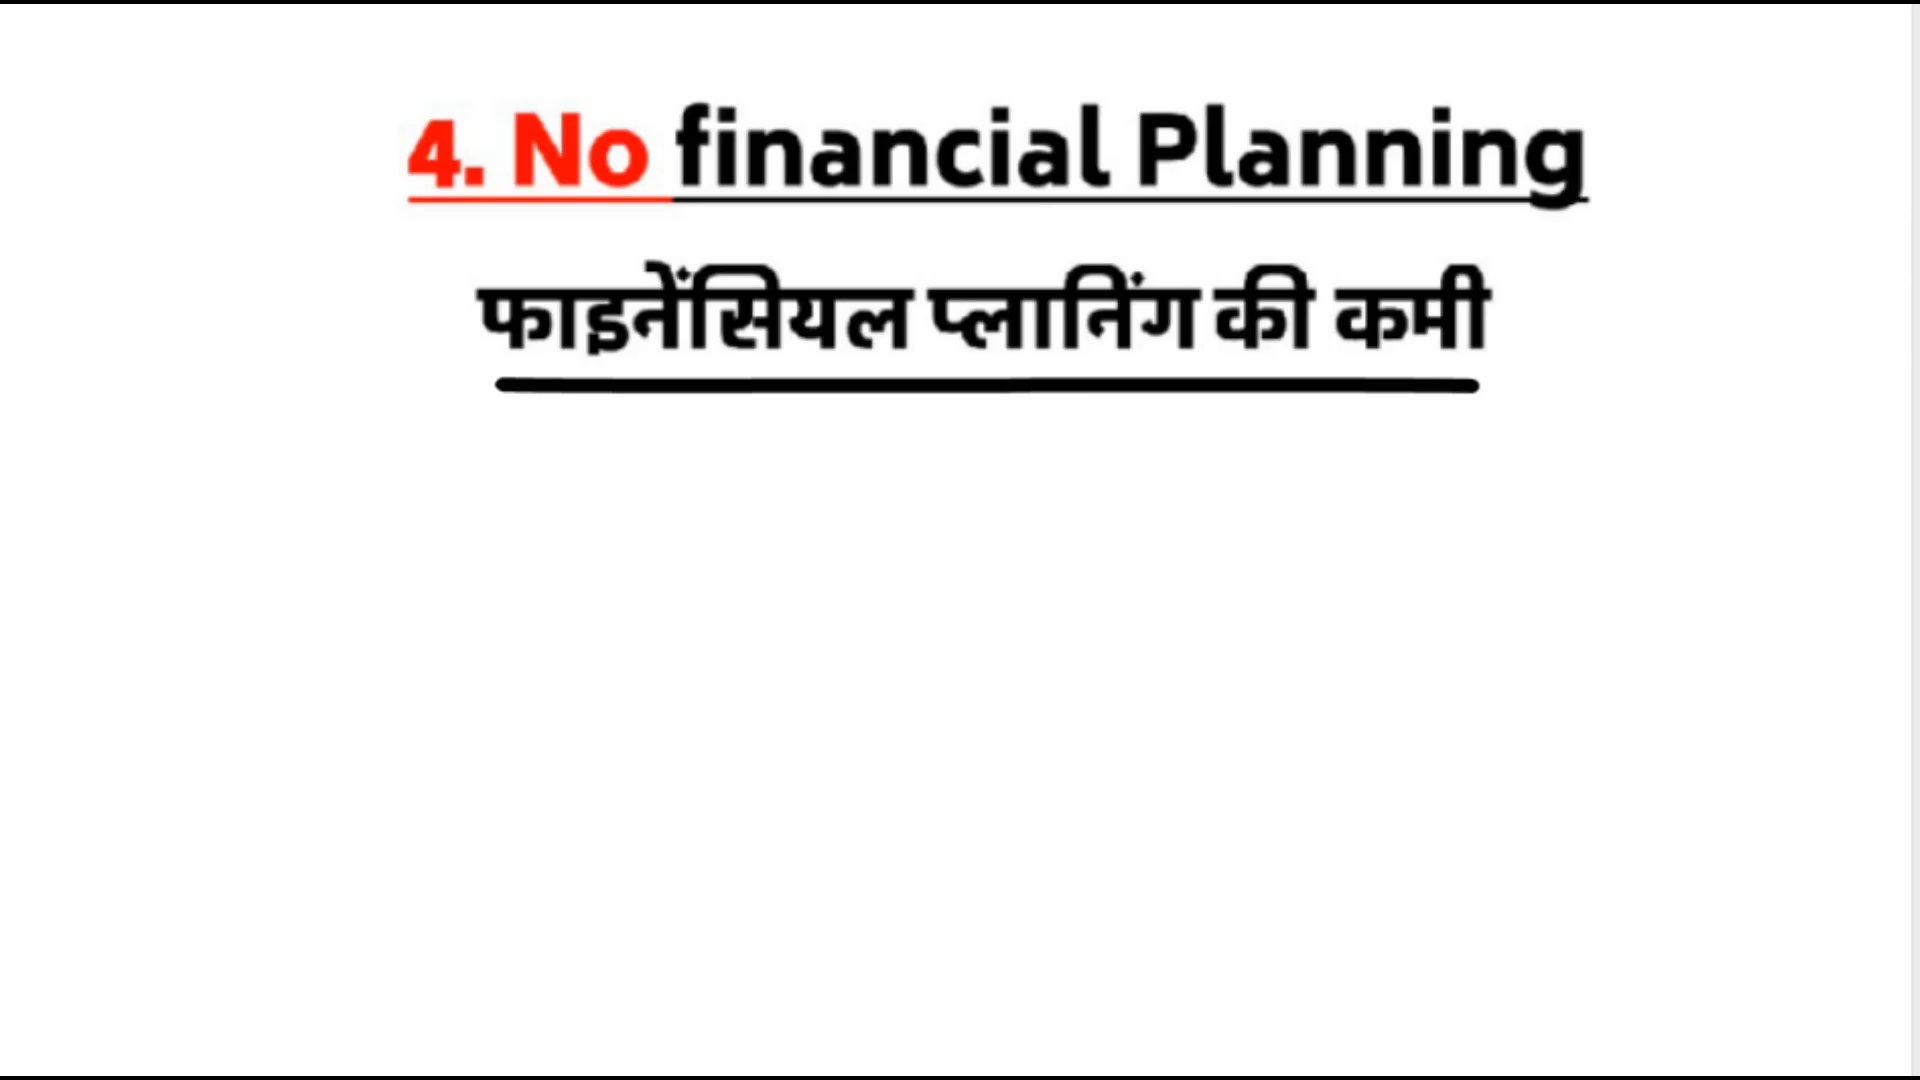 4. No financial Planning
फाइनेंसियल प्लानिंग की कमी